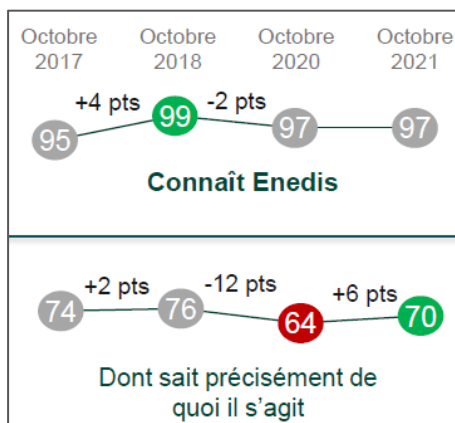 Octobre Octobre Octobre Octobre
2017 2018 2020 2021
+4 pts -2 pts
95 99 97 97
Connaît Enedis
+2 pts -12 pts +6 pts
74 76 64 70
Dont sait précisément de
quoi il s'agit